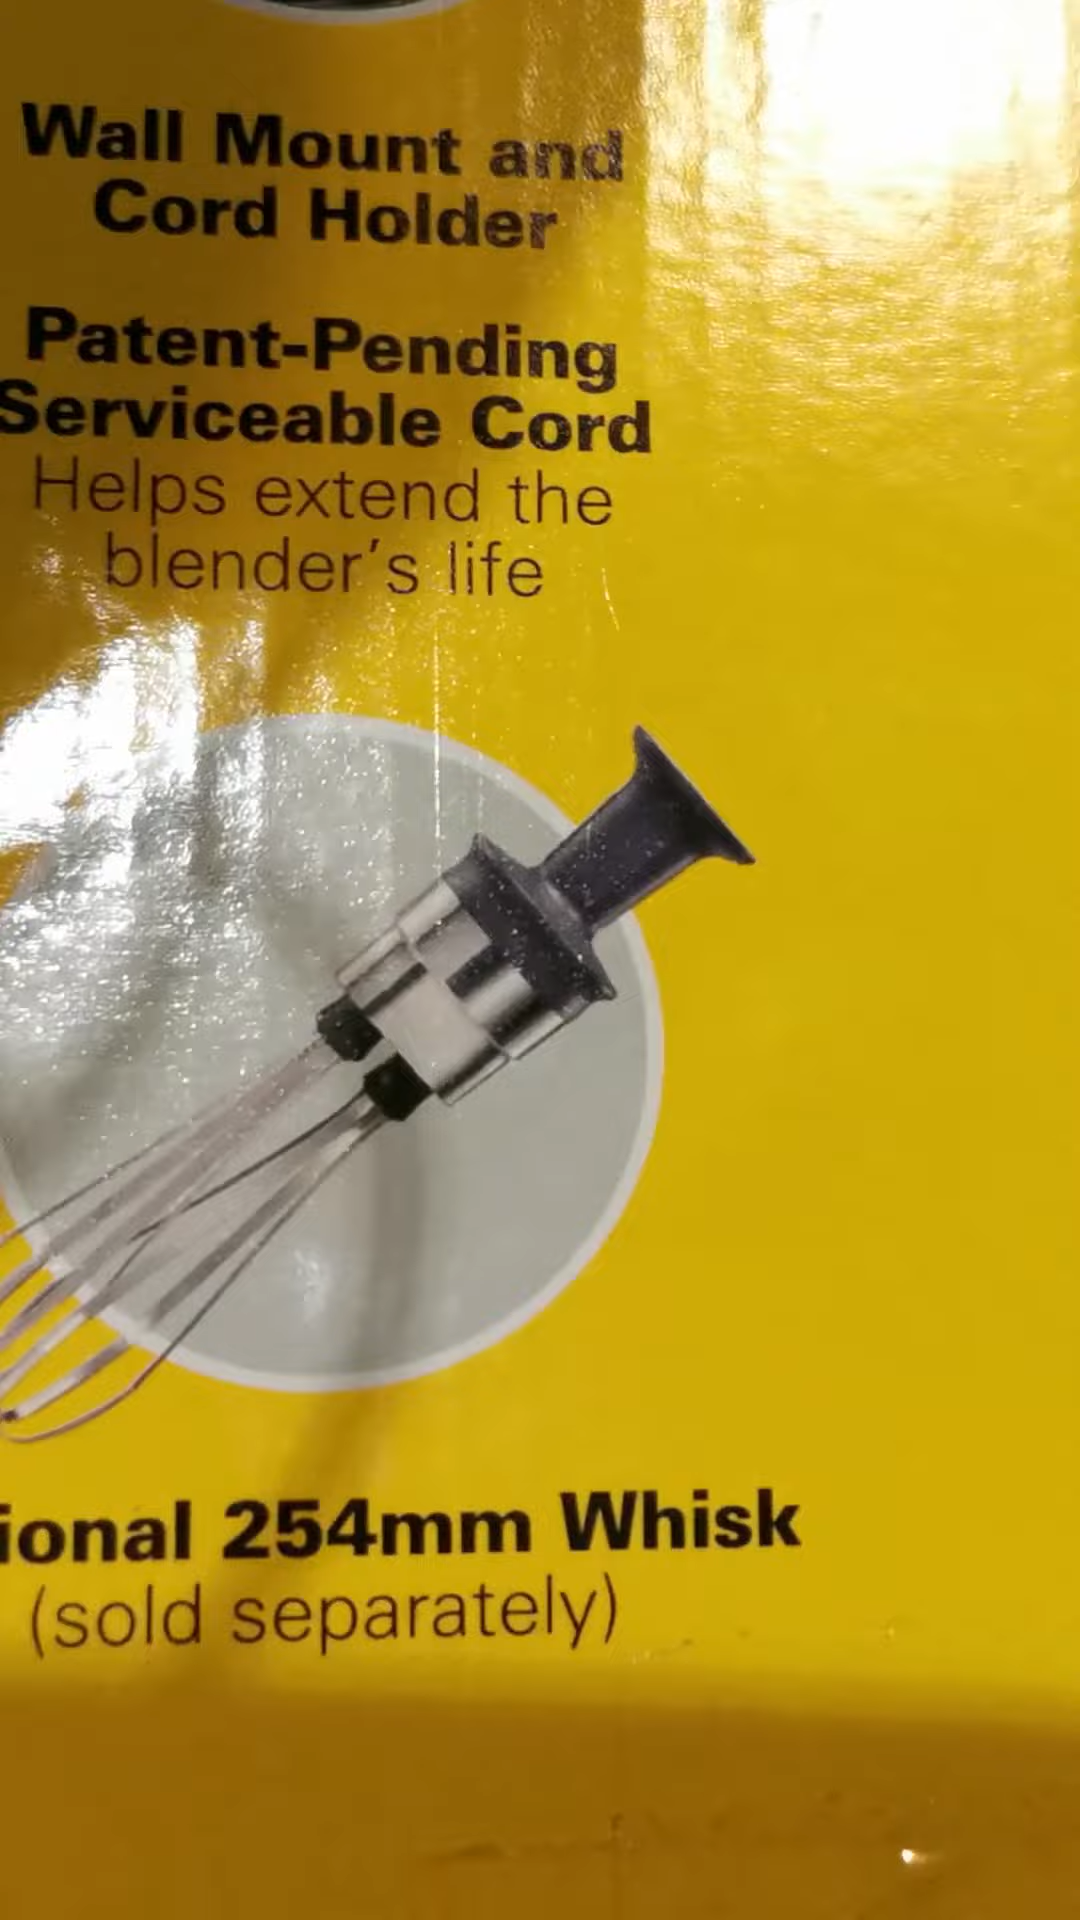 Wall Mount and
Cord Holder
Patent-Pending
Serviceable Cord
Helps extend the
blender's life
ional 254mm Whisk
(sold separately)